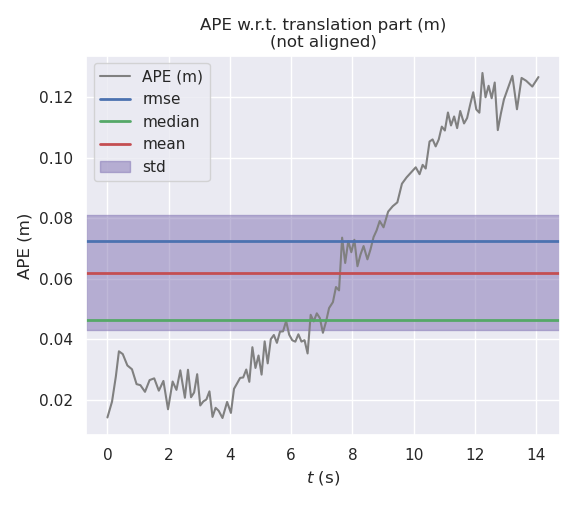 APE w.r.t. translation part (m)
(not aligned)
APE (m)
rmse
median
mean
std
APE (m)
0.12
0.10
0.08
0.06
0.04
0.02
0 2 4 6 8 10 12 14
t (s)